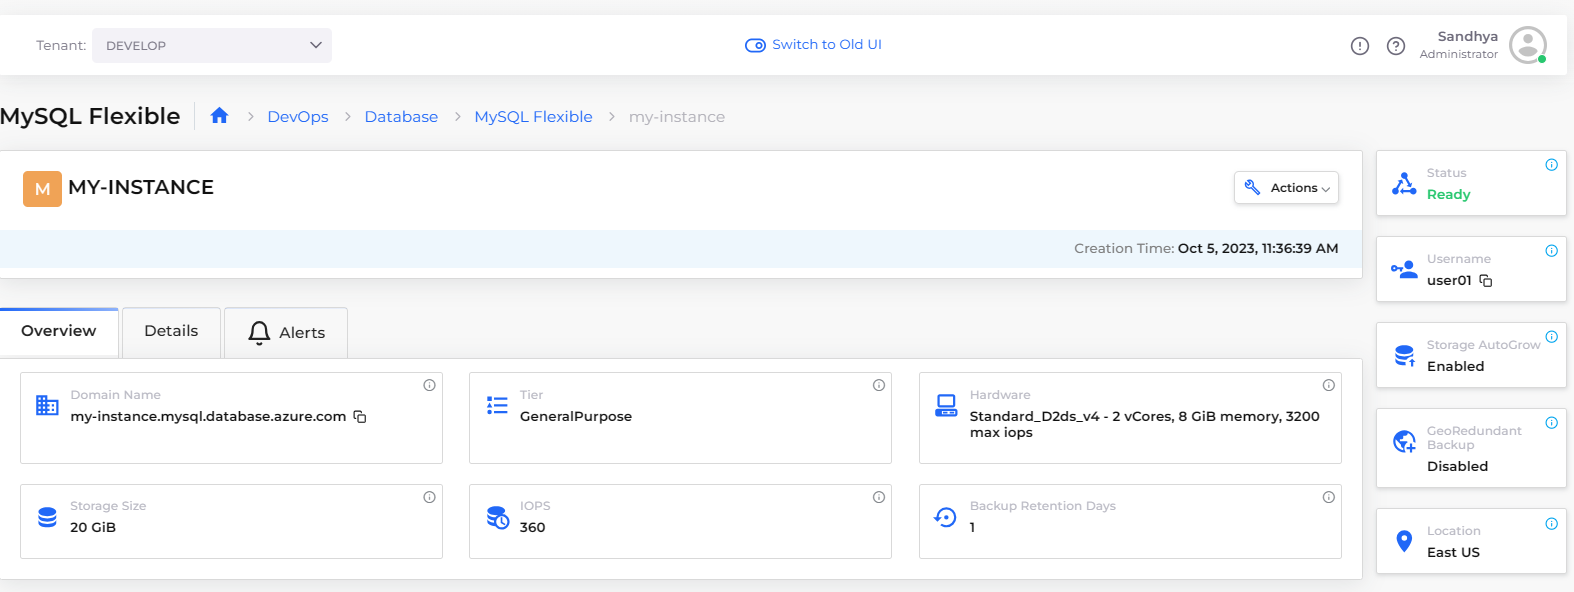 Tenant: DEVELOP
Switch to Old UI
Sandhya
Administrator
MySQL Flexible
DevOps > Database > MySQL Flexible > my-instance
M MY-INSTANCE
Actions
Creation Time: Oct 5, 2023, 11:36:39 AM
Overview
Details
Alerts
Domain Name
my-instance.mysql.database.azure.com
Tier
GeneralPurpose
Hardware
Standard_D2ds_v4 - 2 vCores, 8 GiB memory, 3200
max iops
Storage Size
20 GiB
IOPS
360
Backup Retention Days
1
Status
Ready
Username
user01
Storage AutoGrow
Enabled
GeoRedundant
Backup
Disabled
Location
East US